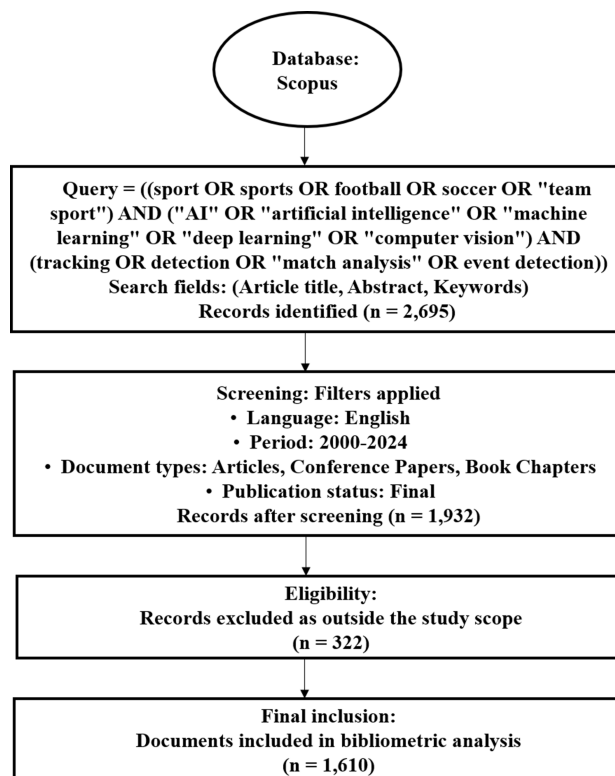 Database:
Scopus
Query = ((sport OR sports OR football OR soccer OR "team
sport") AND ("AI" OR "artificial intelligence" OR "machine
learning" OR "deep learning" OR "computer vision") AND
(tracking OR detection OR "match analysis" OR event detection))
Search fields: (Article title, Abstract, Keywords)
Records identified (n = 2,695)
Screening: Filters applied
• Language: English
• Period: 2000-2024
• Document types: Articles, Conference Papers, Book Chapters
• Publication status: Final
Records after screening (n = 1,932)
Eligibility:
Records excluded as outside the study scope
(n = 322)
Final inclusion:
Documents included in bibliometric analysis
(n = 1,610)